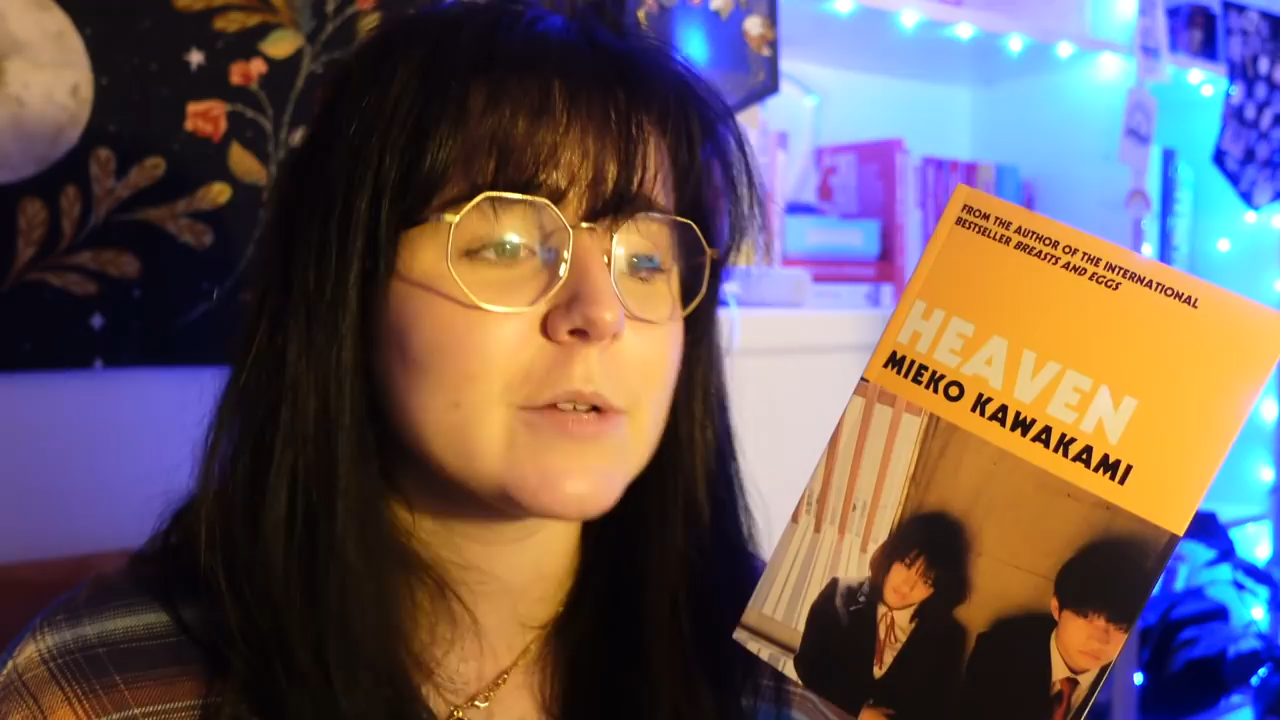 FROM THE AUTHOR OF THE INTERNATIONAL
BESTSELLER BREASTS AND EGGS
HEAVEN
MIEKO KAWAKAMI